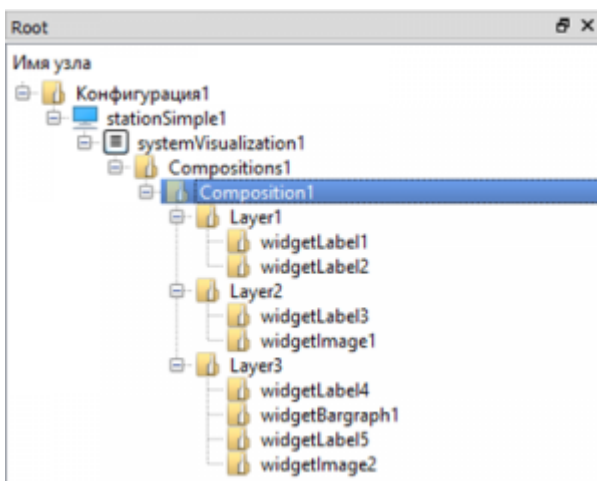 Root
Имя узла
Конфигурация1
stationSimple1
systemVisualization1
Compositions1
Composition1
Layer1
widgetLabel1
widgetLabel2
Layer2
widgetLabel3
widgetImage1
Layer3
widgetLabel4
widgetBargraph1
widgetLabel5
widgetImage2